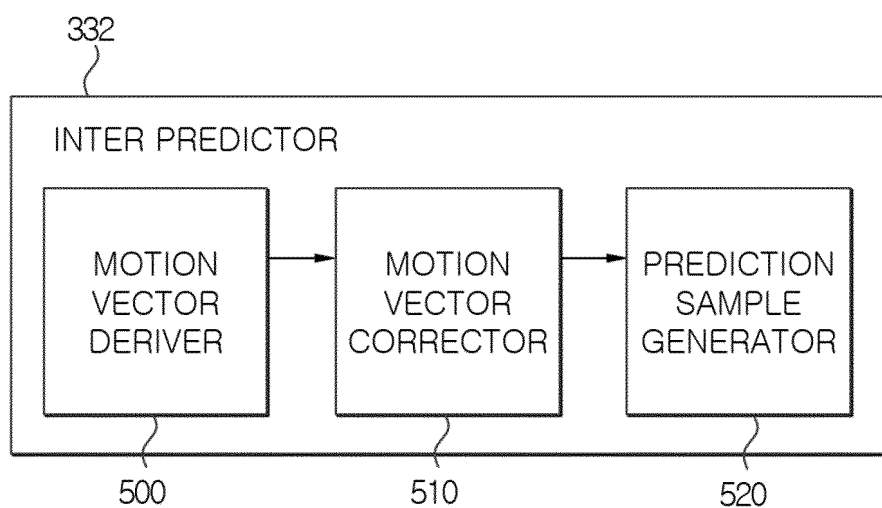 332
INTER PREDICTOR
MOTION
VECTOR
DERIVER
MOTION
VECTOR
CORRECTOR
PREDICTION
SAMPLE
GENERATOR
500
510
520